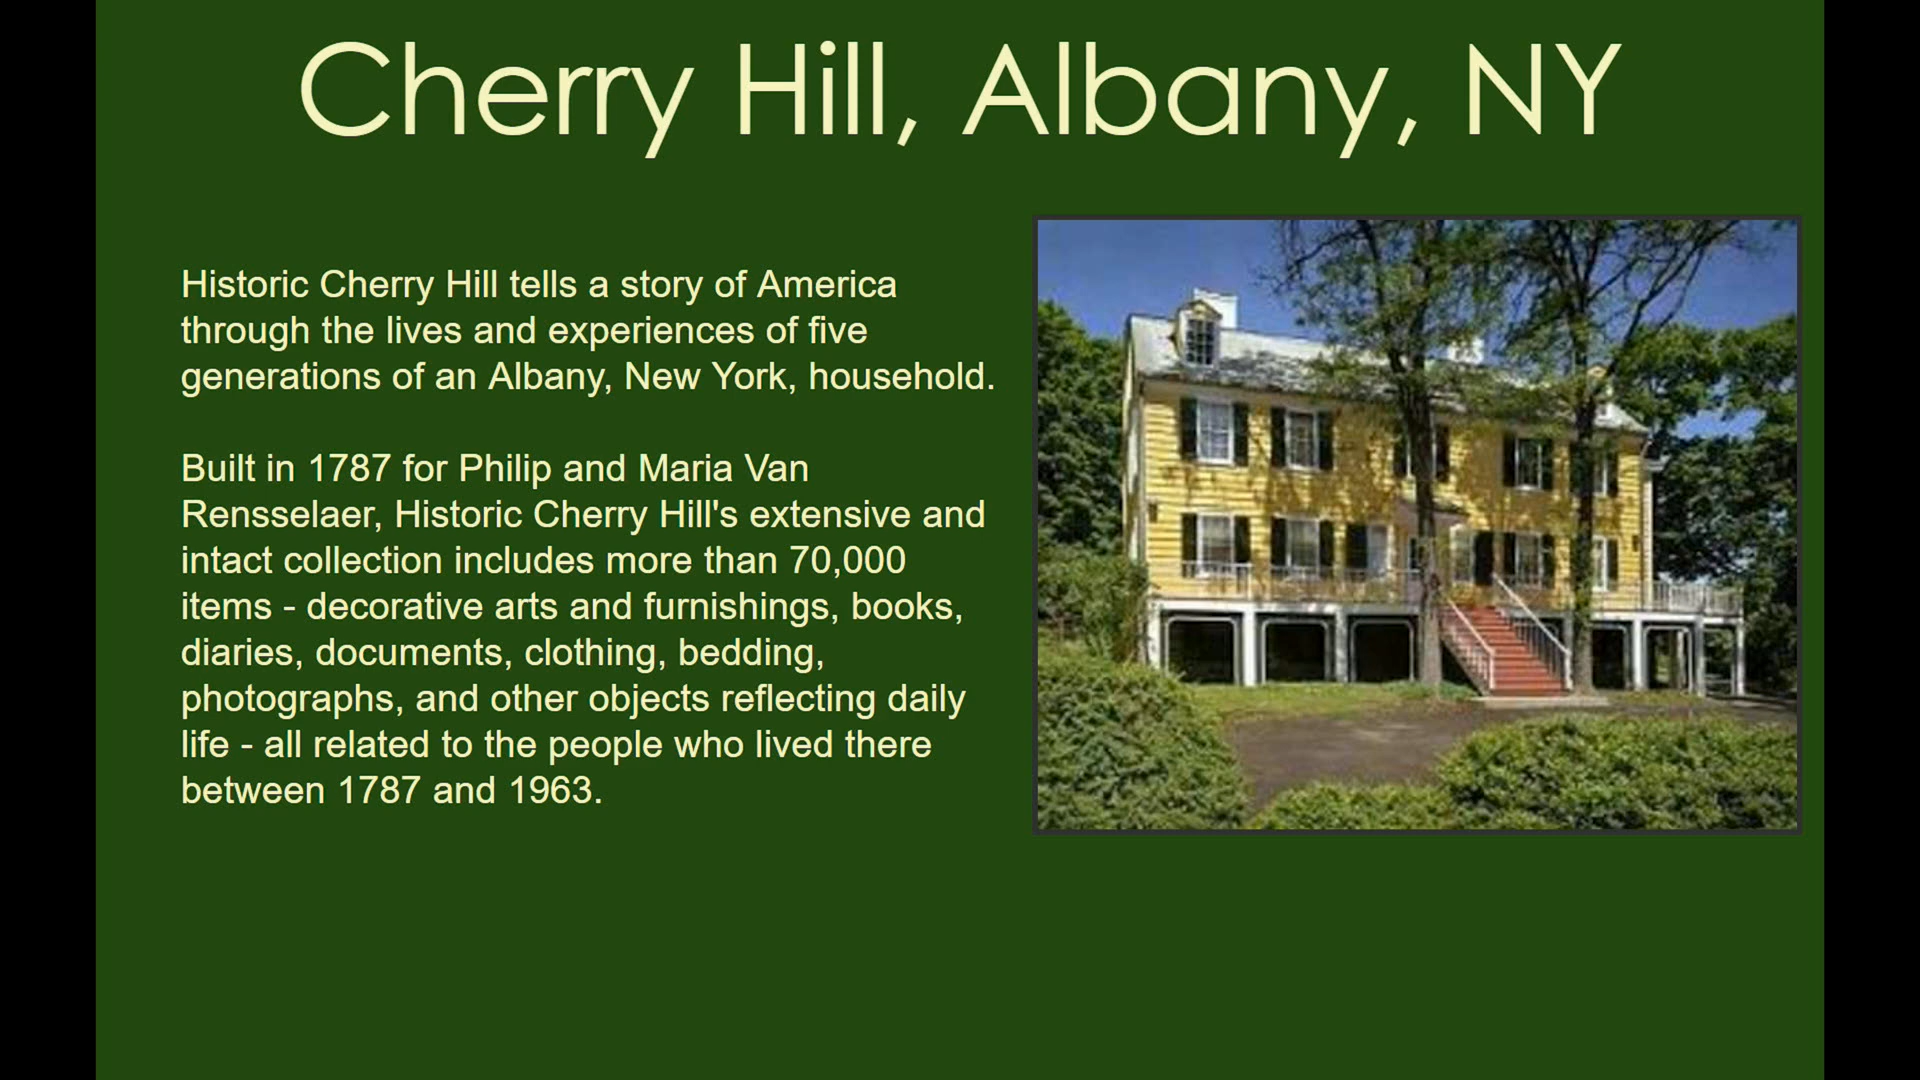 Cherry Hill, Albany, NY
Historic Cherry Hill tells a story of America
through the lives and experiences of five
generations of an Albany, New York, household.
Built in 1787 for Philip and Maria Van
Rensselaer, Historic Cherry Hill's extensive and
intact collection includes more than 70,000
items - decorative arts and furnishings, books,
diaries, documents, clothing, bedding,
photographs, and other objects reflecting daily
life - all related to the people who lived there
between 1787 and 1963.